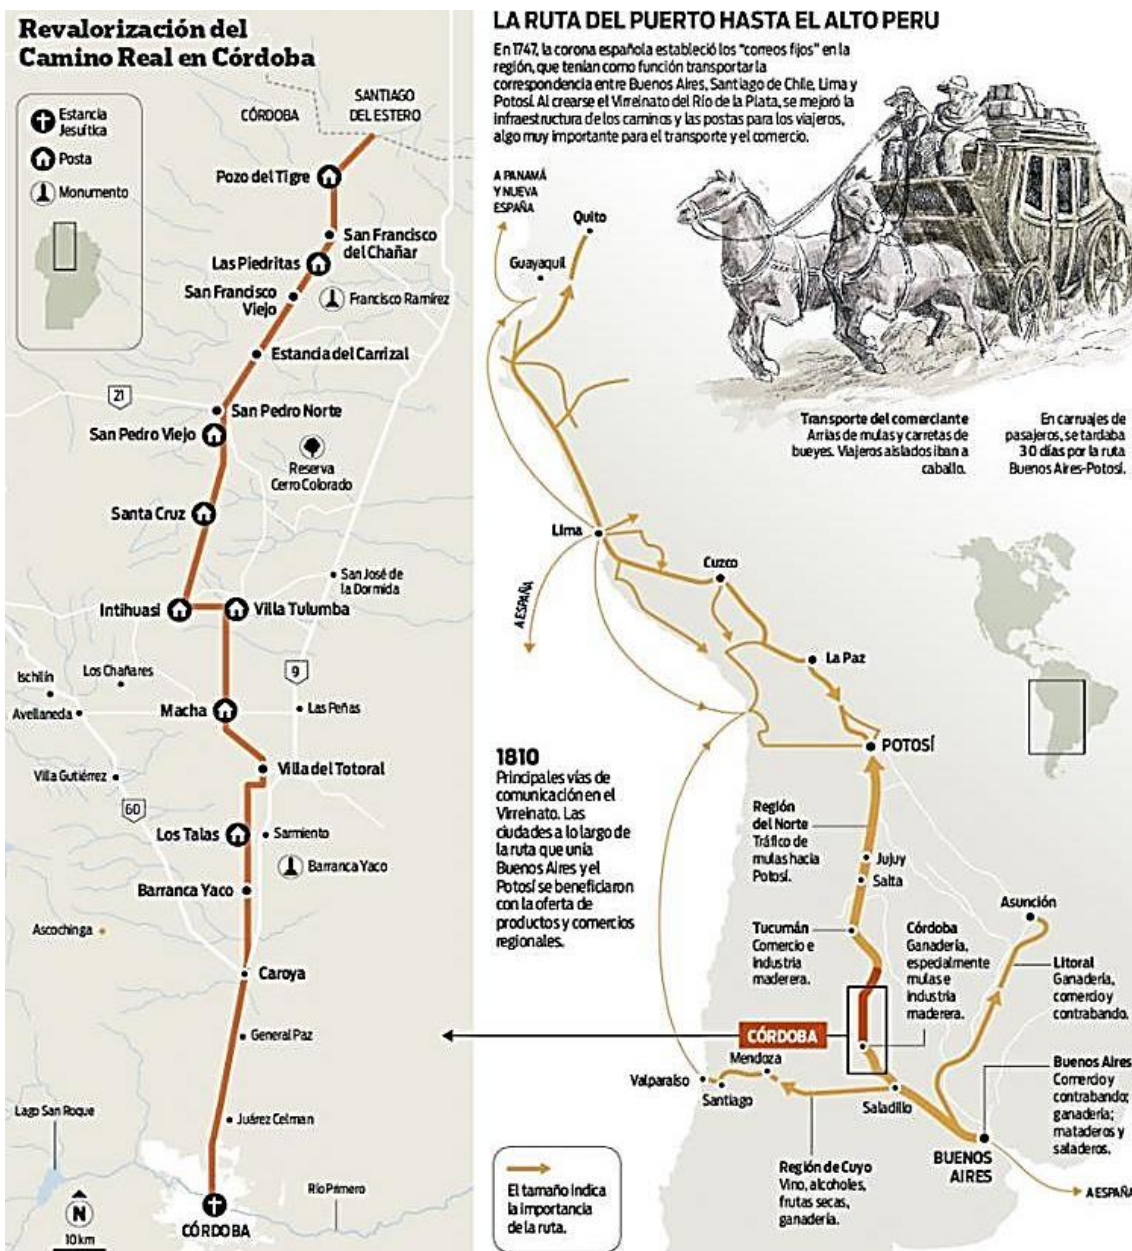 Revalorización del
Camino Real en Córdoba
Estancia
Jesuítica
Posta
Monumento
CÓRDOBA
SANTIAGO
DEL ESTERO
Pozo del Tigre
San Francisco
del Chañar
Las Piedritas
San Francisco
Viejo
Francisco Ramírez
Estancia del Carrizal
21
San Pedro Norte
San Pedro Viejo
Reserva
Cerro Colorado
Santa Cruz
San José de
la Dormida
Intihuasi
Villa Tulumba
Los Chañares
Ischilín
9
Avellaneda
Macha
Las Peñas
Villa del Totoral
Villa Gutiérrez
60
Los Talas
Sarmiento
Barranca Yaco
Barranca Yaco
Ascochinga
Caroya
General Paz
Lago San Roque
Juárez Celman
Río Primero
N
10 km
CÓRDOBA
LA RUTA DEL PUERTO HASTA EL ALTO PERU
En 1747, la corona española estableció los "correos fijos" en la
región, que tenían como función transportar la
correspondencia entre Buenos Aires, Santiago de Chile, Lima y
Potosí. Al crearse el Virreinato del Río de la Plata, se mejoró la
infraestructura de los caminos y las postas para los viajeros,
algo muy importante para el transporte y el comercio.
A PANAMÁ
Y NUEVA
ESPAÑA
Quito
Guayaquil
Transporte del comerciante
Arrias de mulas y carretas de
bueyes. Viajeros aislados iban a
caballo.
En carruajes de
pasajeros, se tardaba
30 días por la ruta
Buenos Aires-Potosí.
Lima
Cuzco
A ESPAÑA
La Paz
POTOSÍ
1810
Principales vías de
comunicación en el
Virreinato. Las
ciudades a lo largo de
la ruta que unía
Buenos Aires y el
Potosí se beneficiaron
con la oferta de
productos y comercios
regionales.
Región
del Norte
Tráfico de
mulas hacia
Potosí.
Jujuy
Salta
Asunción
Tucumán
Comercio e
industria
maderera.
Córdoba
Ganadería,
especialmente
mulas e
industria
maderera.
Litoral
Ganadería,
comercio y
contrabando.
CÓRDOBA
Mendoza
Valparaíso
Santiago
Saladillo
Buenos Aires
Comercio y
contrabando;
ganadería;
mataderos y
saladeros.
BUENOS
AIRES
A ESPAÑA
Región de Cuyo
Vino, alcoholes,
frutas secas,
ganadería.
El tamaño indica
la importancia
de la ruta.